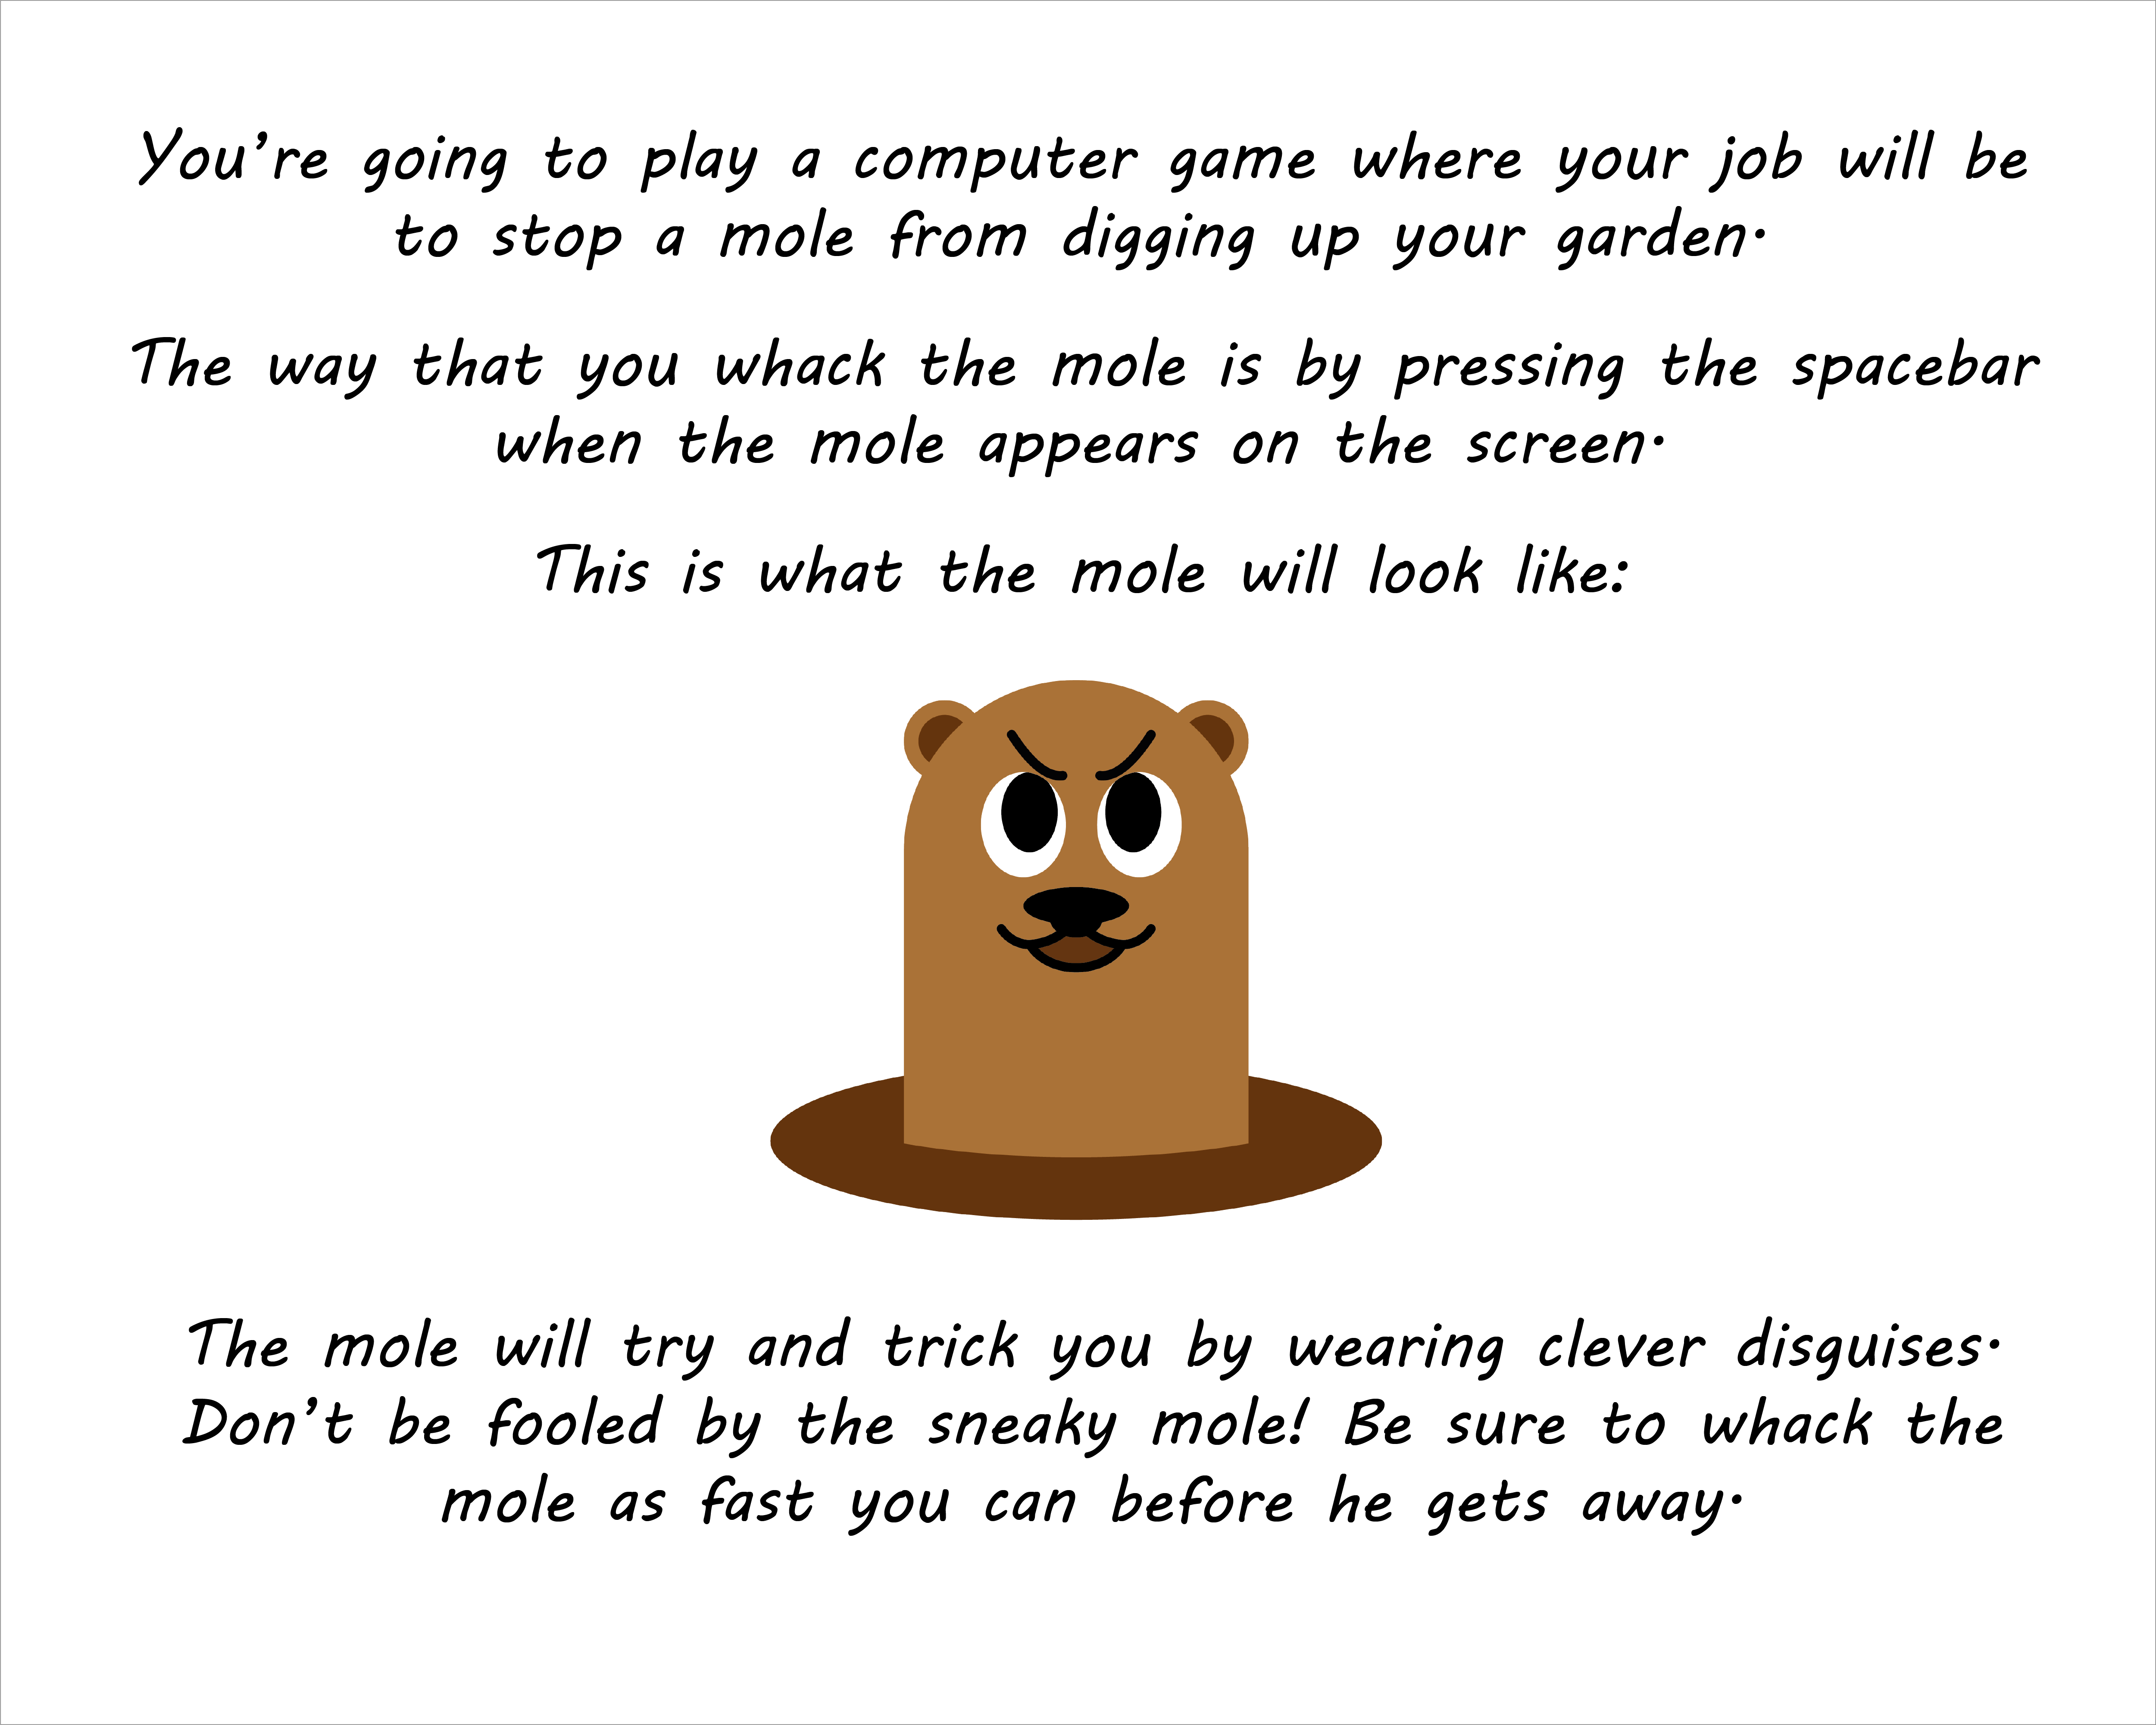 You're going to play a computer game where your job will be
to stop a mole from digging up your garden.
The way that you whack the mole is by pressing the spacebar
when the mole appears on the screen.
This is what the mole will look like:
The mole will try and trick you by wearing clever disguises.
Don't be fooled by the sneaky mole! Be sure to whack the
mole as fast you can before he gets away.